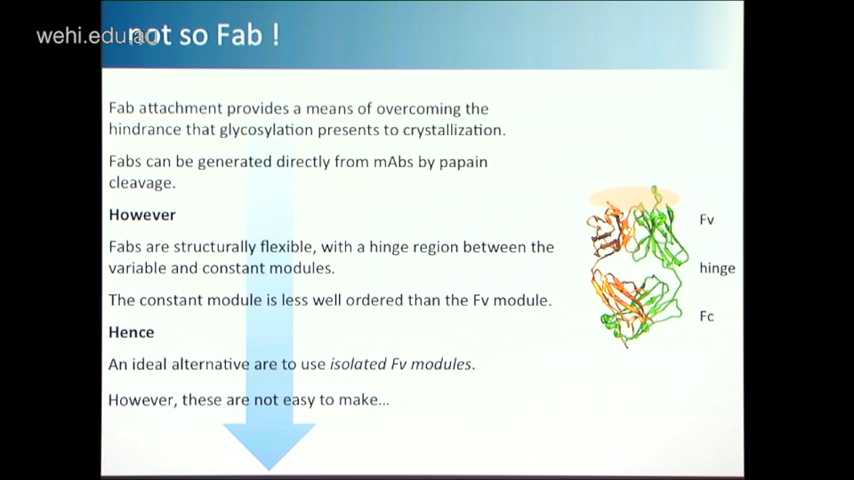 wehi.edu.au
not so Fab !
Fab attachment provides a means of overcoming the
hindrance that glycosylation presents to crystallization.
Fabs can be generated directly from mAbs by papain
cleavage.
However
Fabs are structurally flexible, with a hinge region between the
variable and constant modules.
The constant module is less well ordered than the Fv module.
Hence
An ideal alternative are to use isolated Fv modules.
However, these are not easy to make...
Fv
hinge
Fc